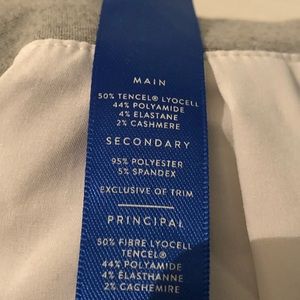 MAIN
50% TENCEL® LYOCELL
44% POLYAMIDE
4% ELASTANE
2% CASHMERE
SECONDARY
95% POLYESTER
5% SPANDEX
EXCLUSIVE OF TRIM
PRINCIPAL
50% FIBRE LYOCELL
TENCEL®
44% POLYAMIDE
4% ELASTHANNE
2% CACHEMIRE